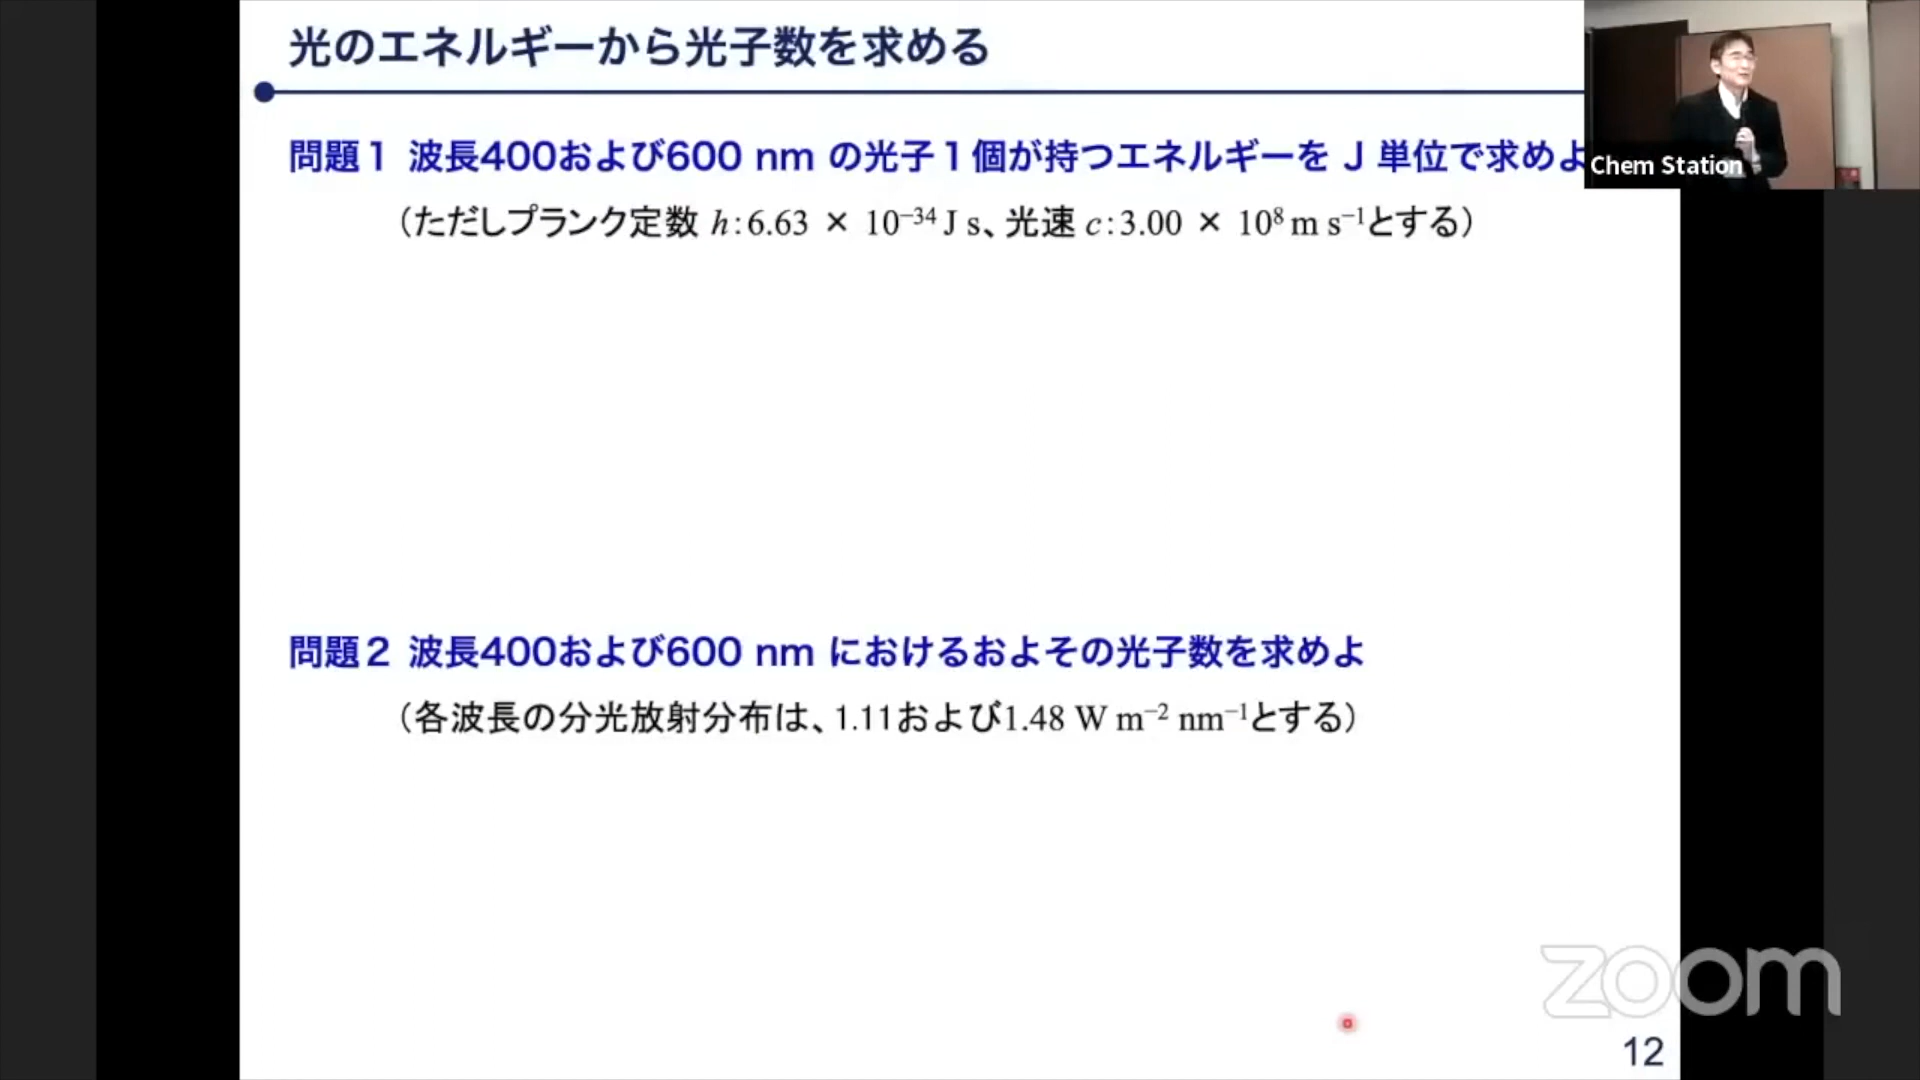 光のエネルギーから光子数を求める
問題1 波長400および600 nm の光子1個が持つエネルギーを J 単位で求めよ
Chem Station
（ただしプランク定数 h:6.63 × 10⁻³⁴ J s、光速 c:3.00 × 10⁸ m s⁻¹とする）
問題2 波長400および600 nm におけるおよその光子数を求めよ
（各波長の分光放射分布は、1.11および1.48 W m⁻² nm⁻¹とする）
zoom
12